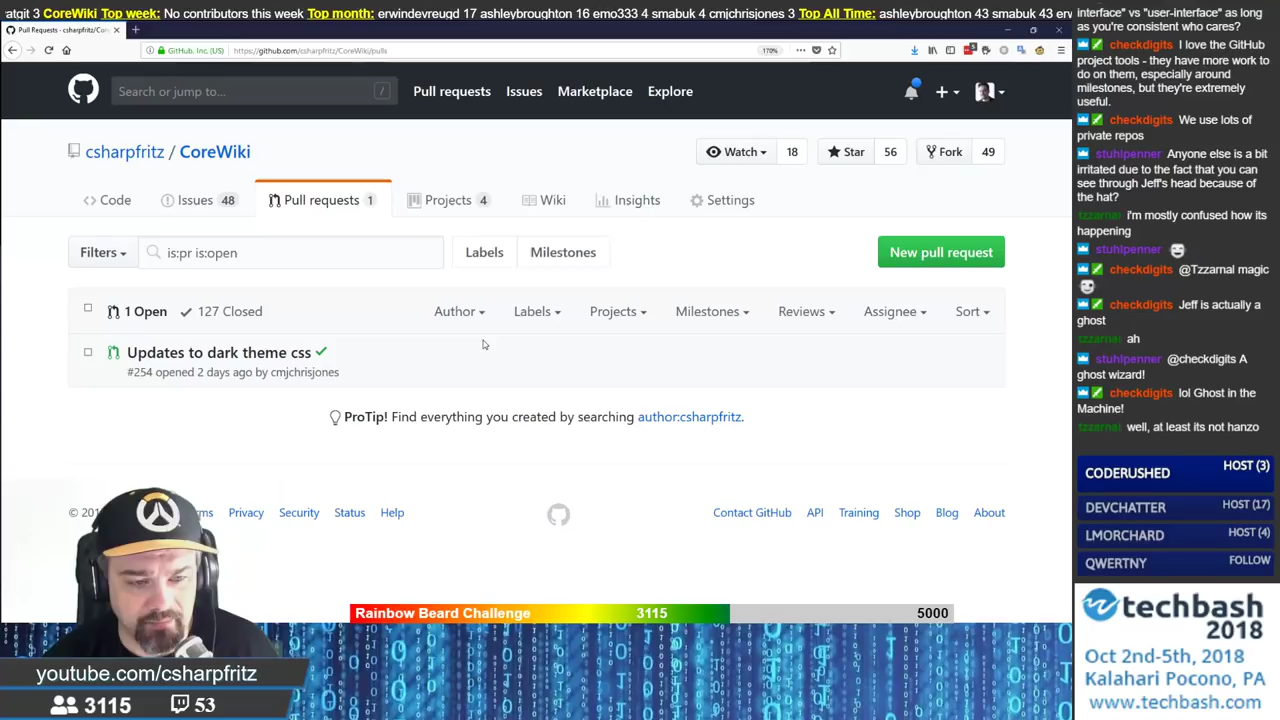 atgit 3 CoreWiki Top week: No contributors this week Top month: erwindevreugd 17 ashleybroughton 16 emo333 4 smabuk 4 cmjchrisjones 3 Top All Time: ashleybroughton 43 smabuk 43 erw
Pull Requests - csharpfritz/Core
GitHub, Inc. (US) https://github.com/csharpfritz/CoreWiki/pulls 170%
Search or jump to... / Pull requests Issues Marketplace Explore
csharpfritz / CoreWiki Watch 18 Star 56 Fork 49
Code Issues 48 Pull requests 1 Projects 4 Wiki Insights Settings
Filters is:pr is:open Labels Milestones New pull request
1 Open 127 Closed Author Labels Projects Milestones Reviews Assignee Sort
Updates to dark theme css
#254 opened 2 days ago by cmjchrisjones
ProTip! Find everything you created by searching author:csharpfritz.
Privacy Security Status Help Contact GitHub API Training Shop Blog About
Rainbow Beard Challenge 3115 5000
youtube.com/csharpfritz
3115 53
interface" vs "user-interface" as long
as you're consistent who cares?
checkdigits I love the GitHub
project tools - they have more work to
do on them, especially around
milestones, but they're extremely
useful.
checkdigits We use lots of
private repos
stuhlpenner Anyone else is a bit
irritated due to the fact that you can
see through Jeff's head because of
the hat?
tzzarnal i'm mostly confused how its
happening
stuhlpenner
checkdigits @Tzzarnal magic
checkdigits Jeff is actually a
ghost
tzzarnal ah
stuhlpenner @checkdigits A
ghost wizard!
checkdigits lol Ghost in the
Machine!
tzzarnal well, at least its not hanzo
CODERUSHED HOST (3)
DEVCHATTER HOST (17)
LMORCHARD HOST (4)
QWERTNY FOLLOW
techbash
2018
Oct 2nd-5th, 2018
Kalahari Pocono, PA
www.techbash.com